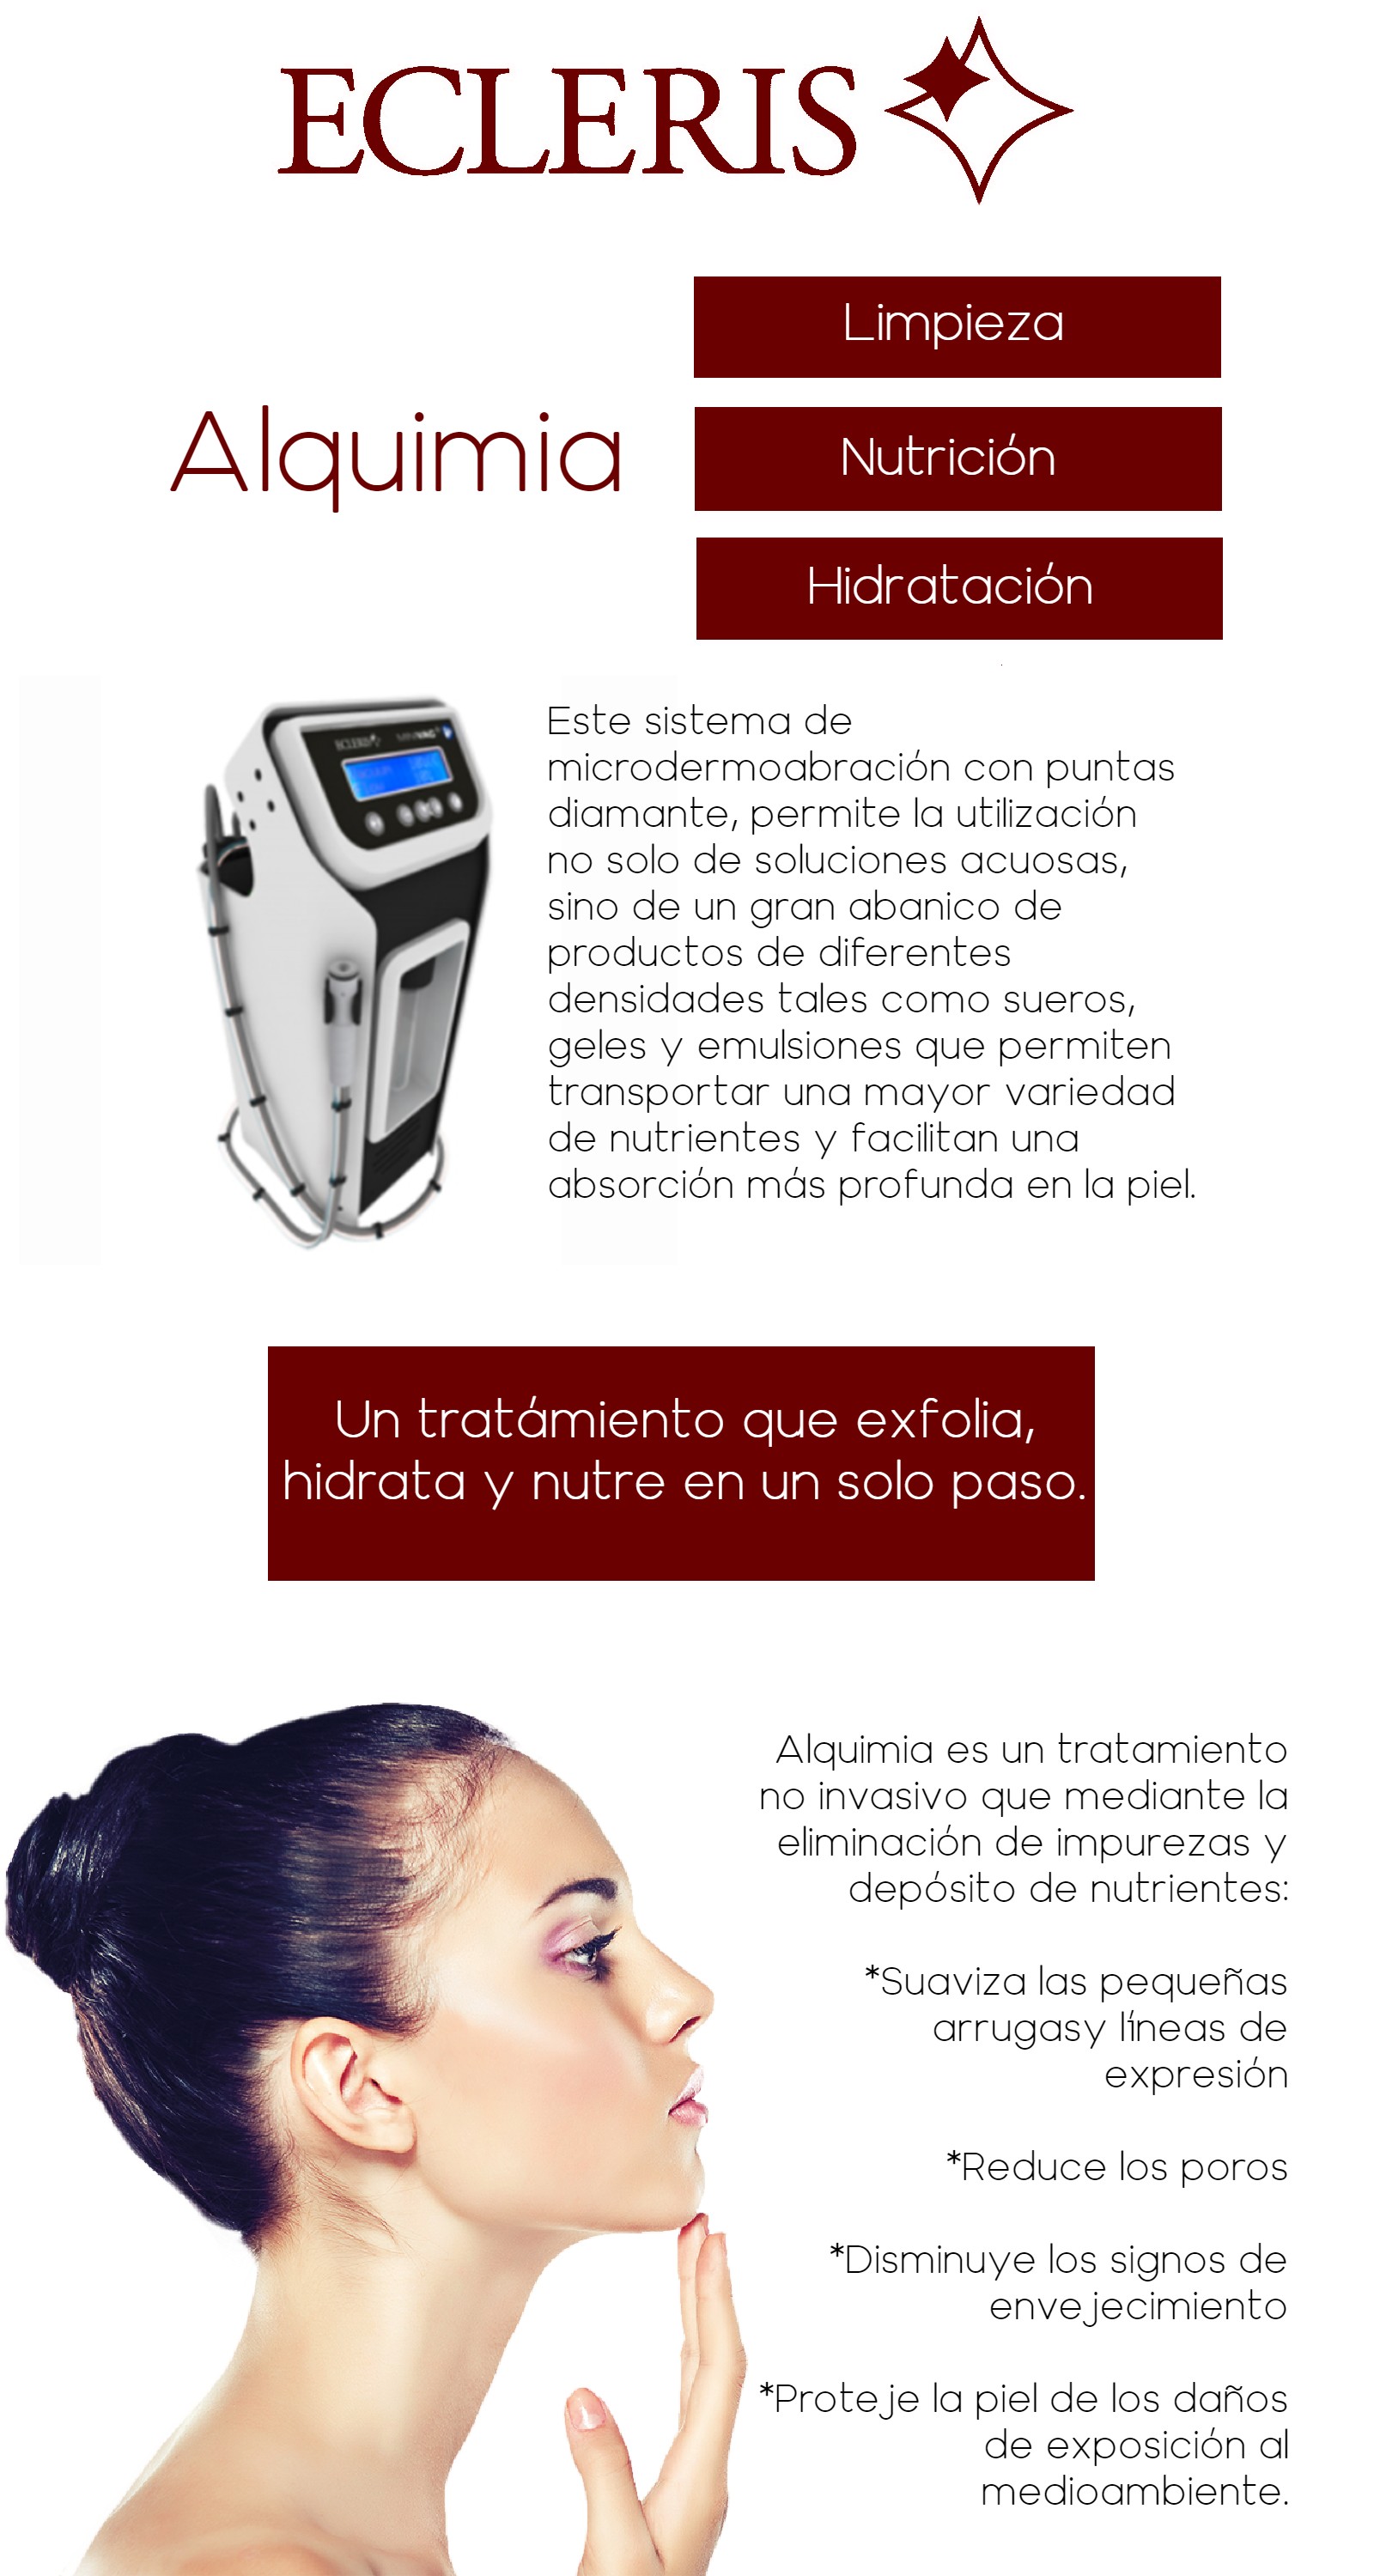 ECLERIS
Limpieza
Alquimia
Nutrición
Hidratación
ECLERIS
Este sistema de
microdermoabración con puntas
diamante, permite la utilización
no solo de soluciones acuosas,
sino de un gran abanico de
productos de diferentes
densidades tales como sueros,
geles y emulsiones que permiten
transportar una mayor variedad
de nutrientes y facilitan una
absorción más profunda en la piel.
Un tratámiento que exfolia,
hidrata y nutre en un solo paso.
Alquimia es un tratamiento
no invasivo que mediante la
eliminación de impurezas y
depósito de nutrientes:
*Suaviza las pequeñas
arrugasy líneas de
expresión
*Reduce los poros
*Disminuye los signos de
envejecimiento
*Proteje la piel de los daños
de exposición al
medioambiente.